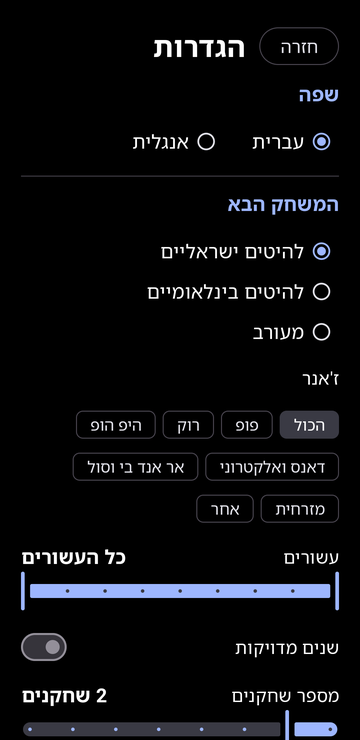 חזרה הגדרות
שפה
עברית אנגלית
המשחק הבא
להיטים ישראליים
להיטים בינלאומיים
מעורב
ז'אנר
הכול פופ רוק היפ הופ
דאנס ואלקטרוני אר אנד בי וסול
מזרחית אחר
עשורים כל העשורים
שנים מדויקות
מספר שחקנים 2 שחקנים